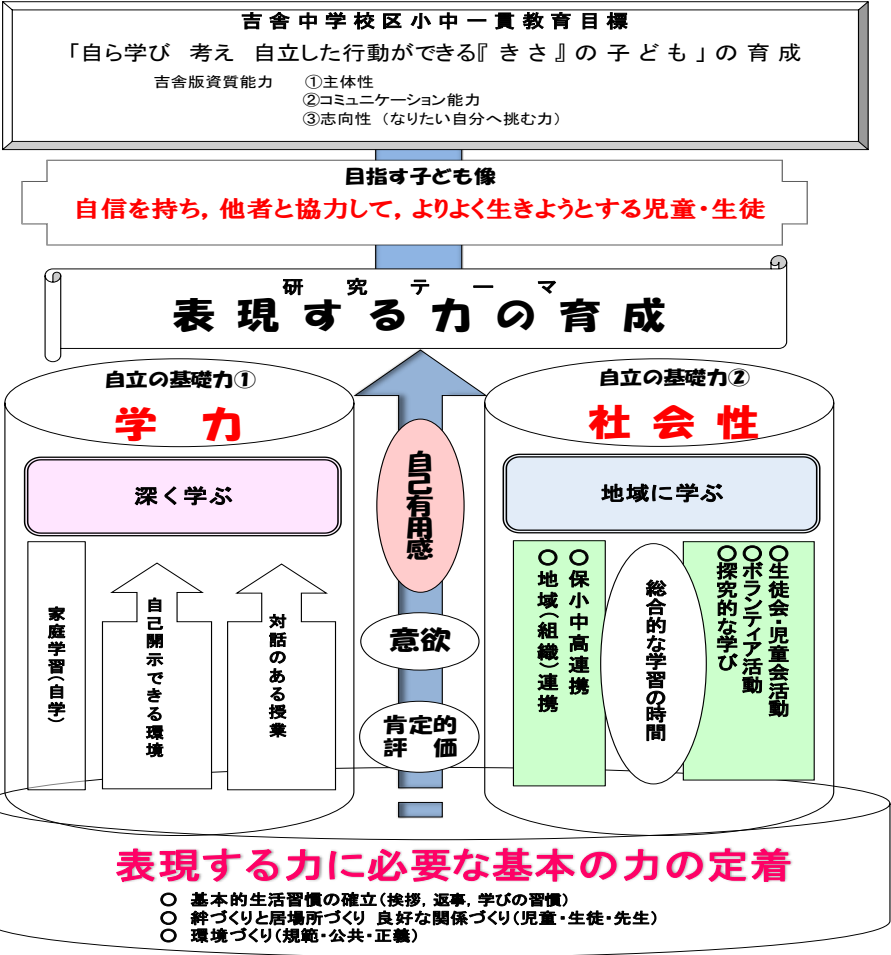 吉舎中学校区小中一貫教育目標
「自ら学び 考え 自立した行動ができる『きさ』の子ども」の育成
吉舎版資質能力 ①主体性
②コミュニケーション能力
③志向性（なりたい自分へ挑む力）
目指す子ども像
自信を持ち，他者と協力して，よりよく生きようとする児童・生徒
研究テーマ
表現する力の育成
自立の基礎力①
学力
深く学ぶ
家庭学習（自学）
自己開示できる環境
対話のある授業
自己有用感
意欲
肯定的
評価
自立の基礎力②
社会性
地域に学ぶ
○保小中高連携
○地域（組織）連携
総合的な学習の時間
○生徒会・児童会活動
○ボランティア活動
○探究的な学び
表現する力に必要な基本の力の定着
○ 基本的生活習慣の確立（挨拶，返事，学びの習慣）
○ 絆づくりと居場所づくり 良好な関係づくり（児童・生徒・先生）
○ 環境づくり（規範・公共・正義）